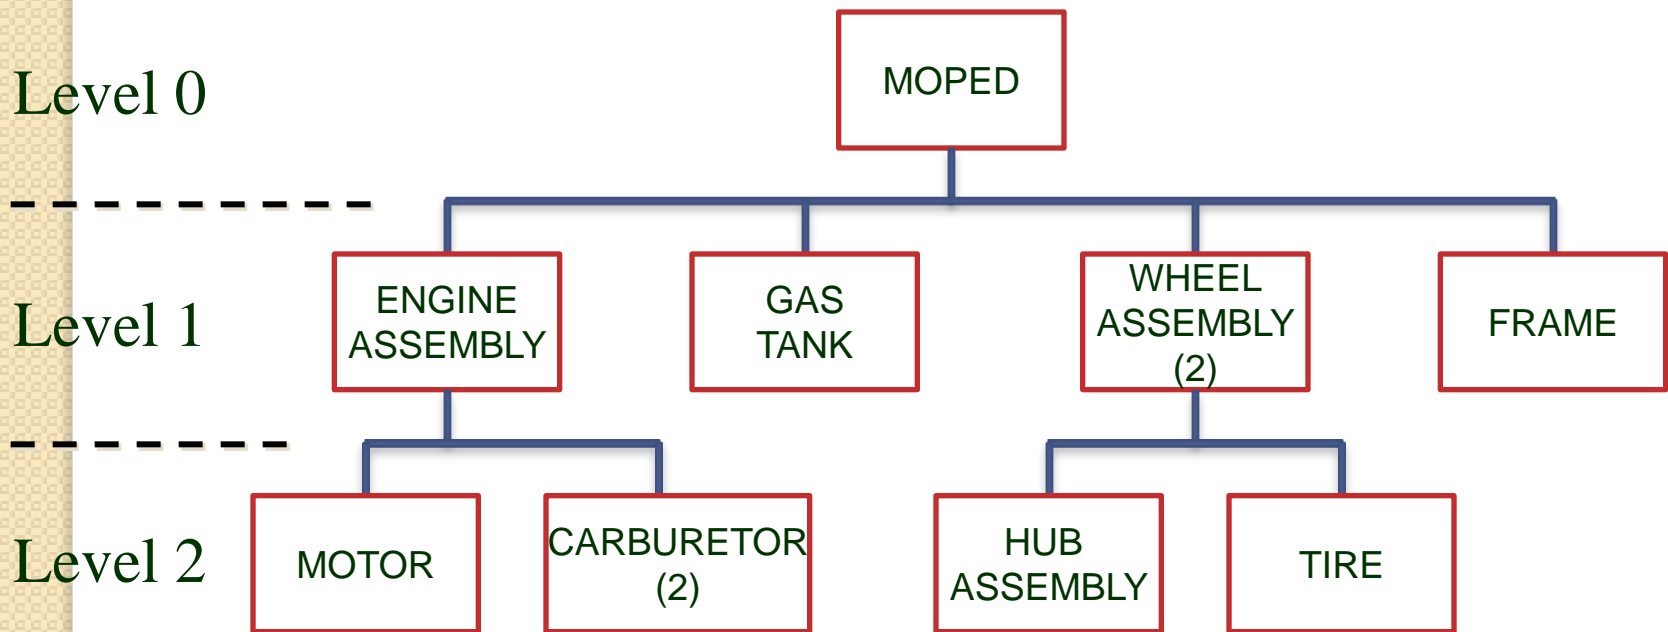 Level 0
MOPED
Level 1
ENGINE
ASSEMBLY
GAS
TANK
WHEEL
ASSEMBLY
(2)
FRAME
Level 2
MOTOR
CARBURETOR
(2)
HUB
ASSEMBLY
TIRE